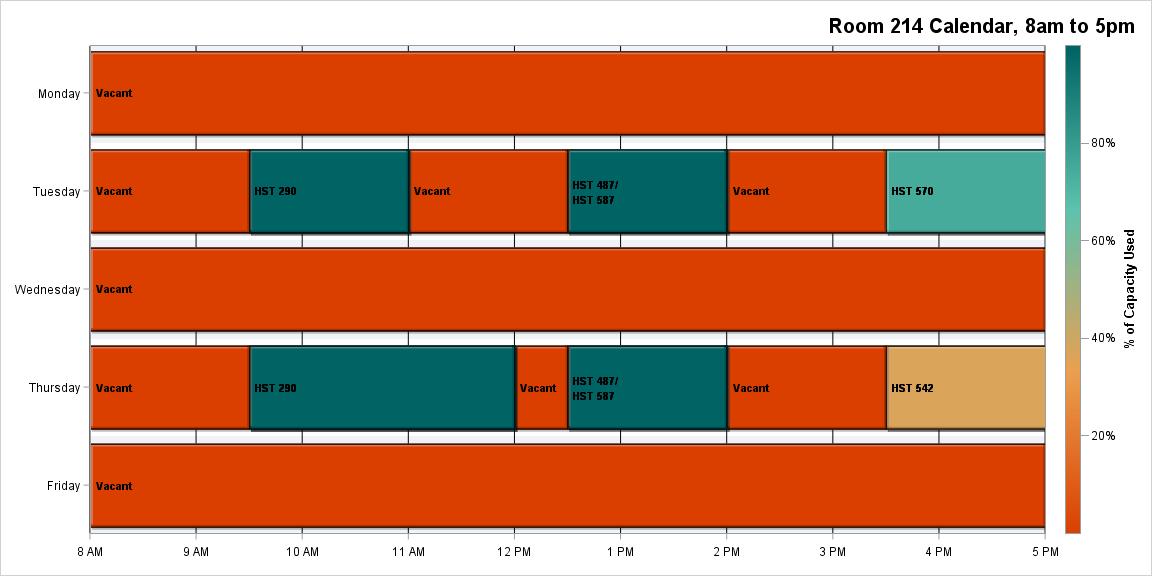 Room 214 Calendar, 8am to 5pm
Monday
Vacant
Tuesday
Vacant
HST 290
Vacant
HST 487/
HST 587
Vacant
HST 570
Wednesday
Vacant
Thursday
Vacant
HST 290
Vacant
HST 487/
HST 587
Vacant
HST 542
Friday
Vacant
8 AM
9 AM
10 AM
11 AM
12 PM
1 PM
2 PM
3 PM
4 PM
5 PM
80%
60%
40%
20%
% of Capacity Used